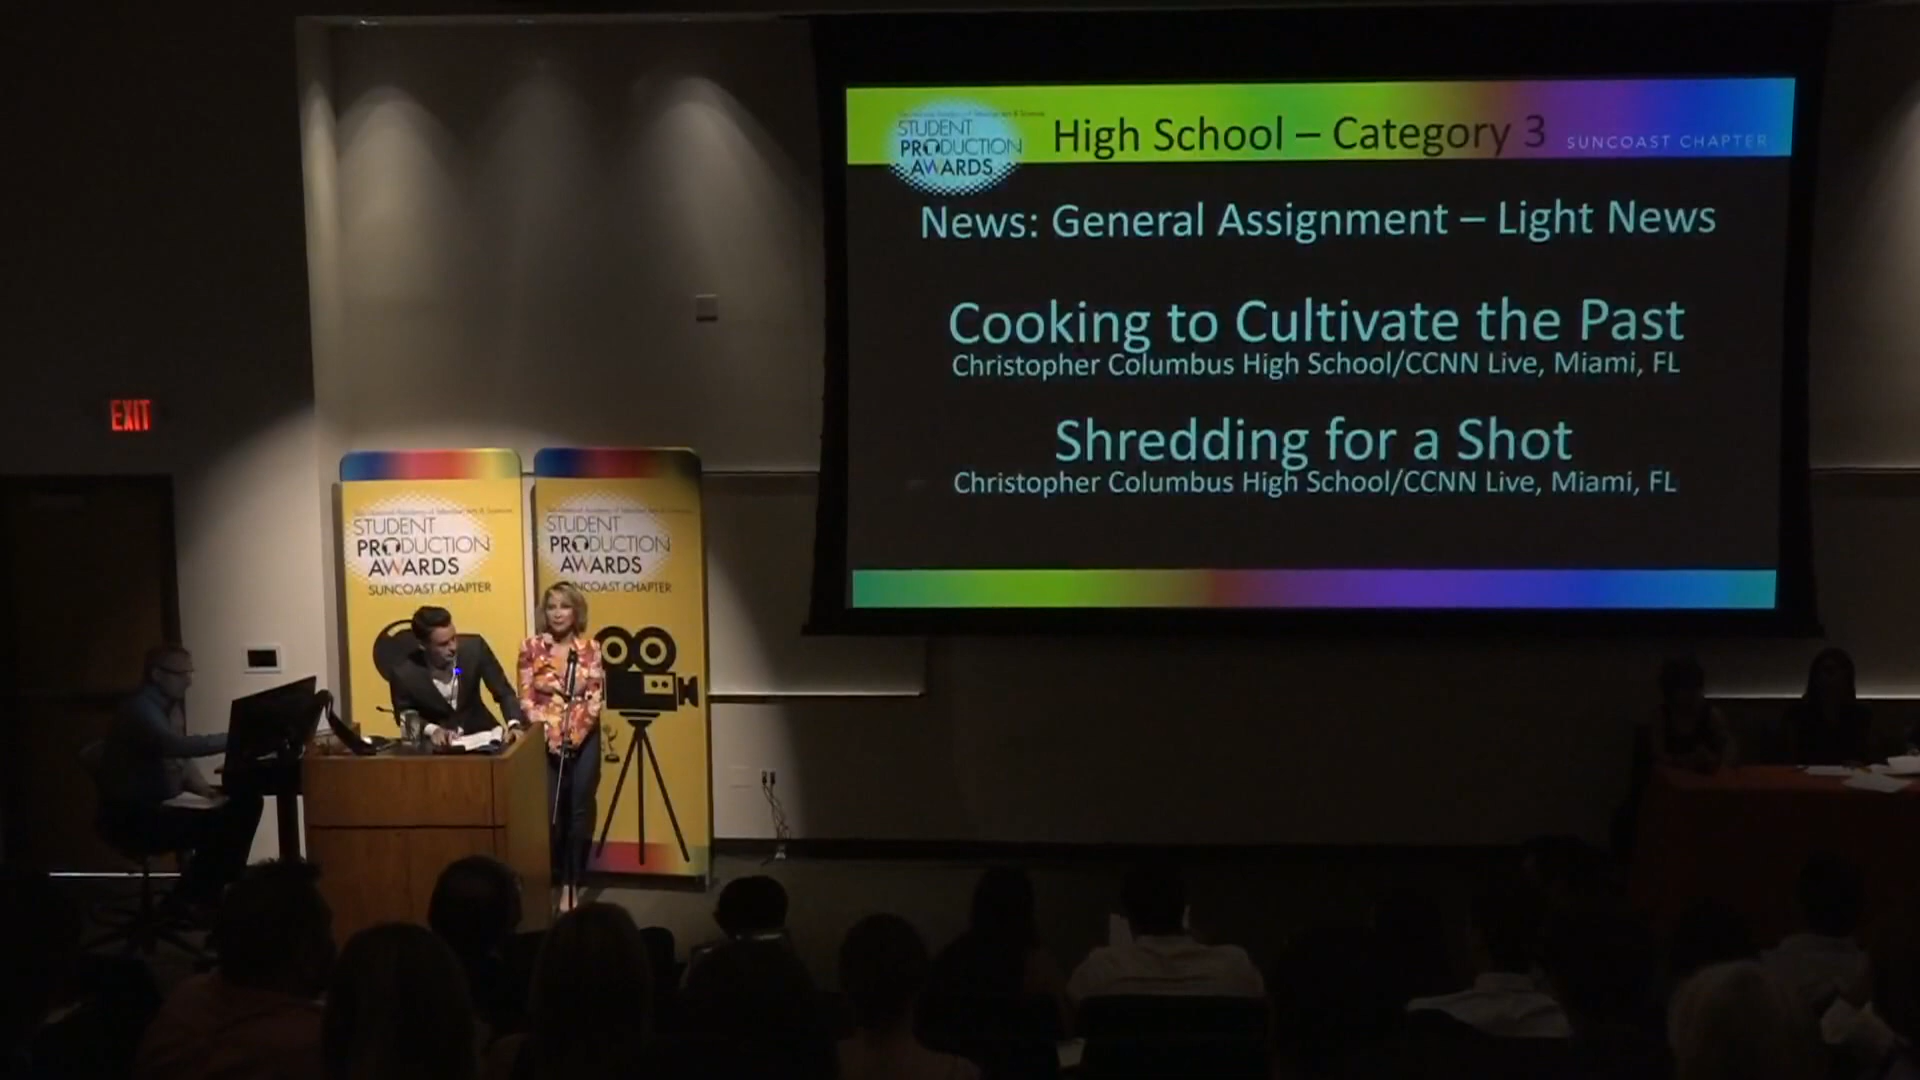 STUDENT
PRODUCTION
AWARDS
High School – Category 3
SUNCOAST CHAPTER
News: General Assignment – Light News
Cooking to Cultivate the Past
Christopher Columbus High School/CCNN Live, Miami, FL
Shredding for a Shot
Christopher Columbus High School/CCNN Live, Miami, FL
EXIT
STUDENT
PRODUCTION
AWARDS
SUNCOAST CHAPTER
STUDENT
PRODUCTION
AWARDS
SUNCOAST CHAPTER